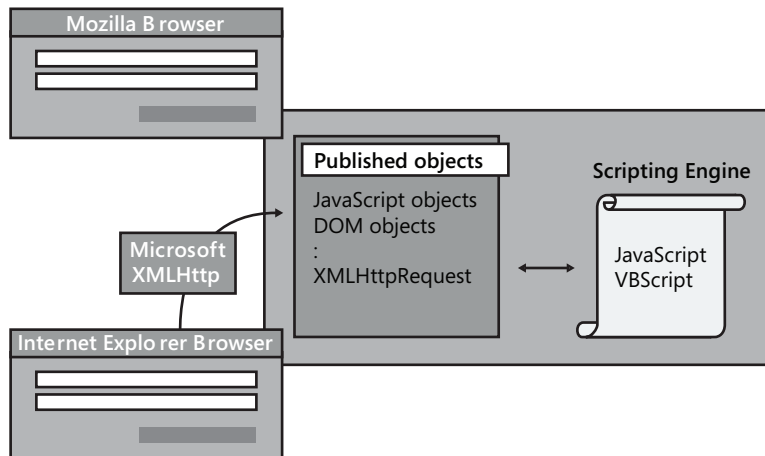 Mozilla B rowser
Published objects
JavaScript objects
DOM objects
:
XMLHttpRequest
Scripting Engine
JavaScript
VBScript
Microsoft
XMLHttp
Internet Explo rer Browser